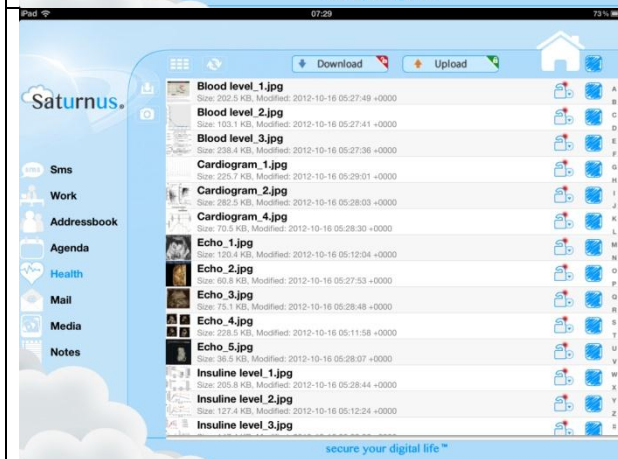 iPad
07:29
73%
Download
Upload
Saturnus.
Sms
Work
Addressbook
Agenda
Health
Mail
Media
Notes
Blood level_1.jpg
Size: 202.5 KB, Modified: 2012-10-16 05:27:49 +0000
Blood level_2.jpg
Size: 103.1 KB, Modified: 2012-10-16 05:27:41 +0000
Blood level_3.jpg
Size: 238.4 KB, Modified: 2012-10-16 05:27:36 +0000
Cardiogram_1.jpg
Size: 225.7 KB, Modified: 2012-10-16 05:29:01 +0000
Cardiogram_2.jpg
Size: 282.5 KB, Modified: 2012-10-16 05:28:03 +0000
Cardiogram_4.jpg
Size: 70.5 KB, Modified: 2012-10-16 05:28:30 +0000
Echo_1.jpg
Size: 120.4 KB, Modified: 2012-10-16 05:12:04 +0000
Echo_2.jpg
Size: 60.8 KB, Modified: 2012-10-16 05:27:53 +0000
Echo_3.jpg
Size: 75.1 KB, Modified: 2012-10-16 05:28:48 +0000
Echo_4.jpg
Size: 228.5 KB, Modified: 2012-10-16 05:11:58 +0000
Echo_5.jpg
Size: 36.5 KB, Modified: 2012-10-16 05:28:07 +0000
Insuline level_1.jpg
Size: 205.8 KB, Modified: 2012-10-16 05:28:44 +0000
Insuline level_2.jpg
Size: 127.4 KB, Modified: 2012-10-16 05:12:24 +0000
Insuline level_3.jpg
A
B
C
D
E
F
G
H
I
J
K
L
M
N
O
P
Q
R
S
T
U
V
W
X
Y
Z
#
secure your digital life ™